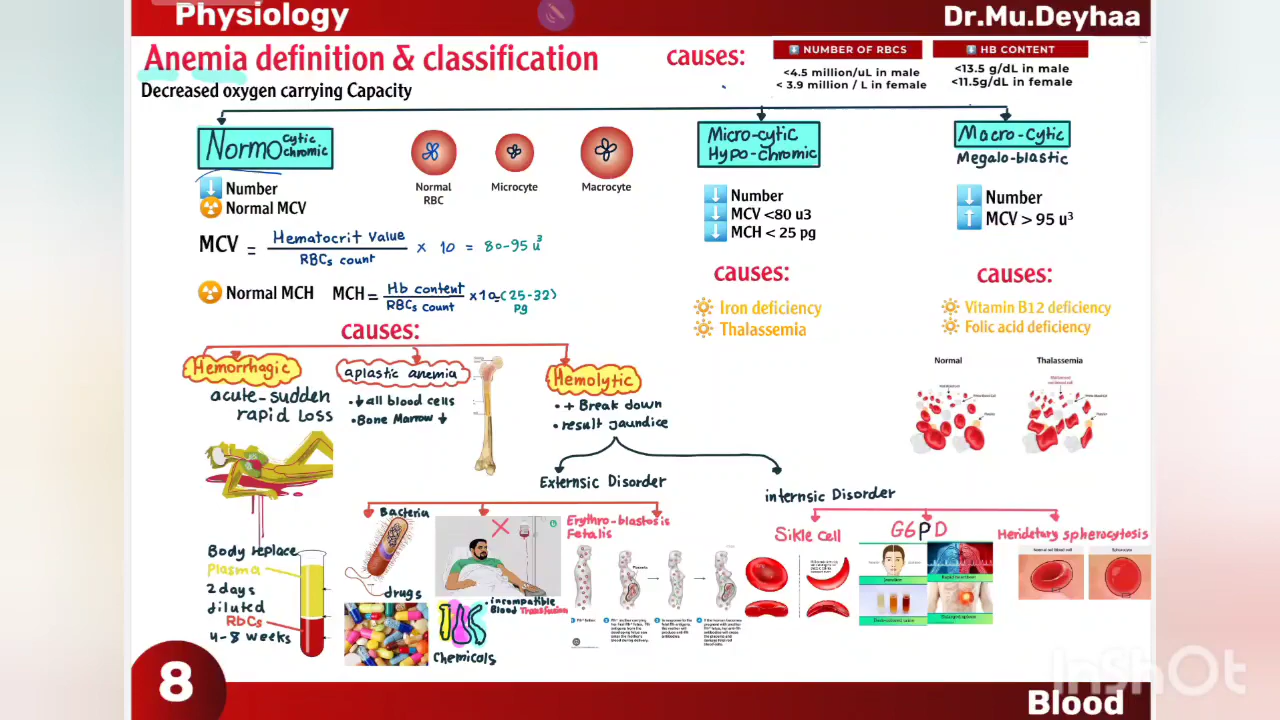 Physiology
Dr.Mu.Deyhaa
Anemia definition & classification
causes:
NUMBER OF RBCS
<4.5 million/uL in male
< 3.9 million / L in female
HB CONTENT
<13.5 g/dL in male
<11.5g/dL in female
Decreased oxygen carrying Capacity
Normo cytic
chromic
Number
Normal MCV
Normal
RBC
Microcyte
Macrocyte
Micro-cytic
Hypo-chromic
Number
MCV <80 u3
MCH < 25 pg
Macro-cytic
Megalo-blastic
Number
MCV > 95 u³
MCV = Hematocrit value
RBCs count
x 10 = 80-95 u³
Normal MCH
MCH = Hb content
RBCs count
x10=(25-32)
pg
causes:
Iron deficiency
Thalassemia
causes:
Vitamin B12 deficiency
Folic acid deficiency
causes:
Hemorrhagic
acute-sudden
rapid Loss
aplastic anemia
• ↓ all blood cells
• Bone Marrow ↓
Hemolytic
• + Break down
• result jaundice
Normal
Thalassemia
Externsic Disorder
internsic Disorder
Bacteria
drugs
Chemicals
incompatible
Blood Transfusion
Erythro-blastosis
Fetalis
Sikle Cell
G6PD
Heridetary spherocytosis
Body replace
Plasma
2 days
diluted
RbCs
4-8 weeks
8
Blood
InShOt